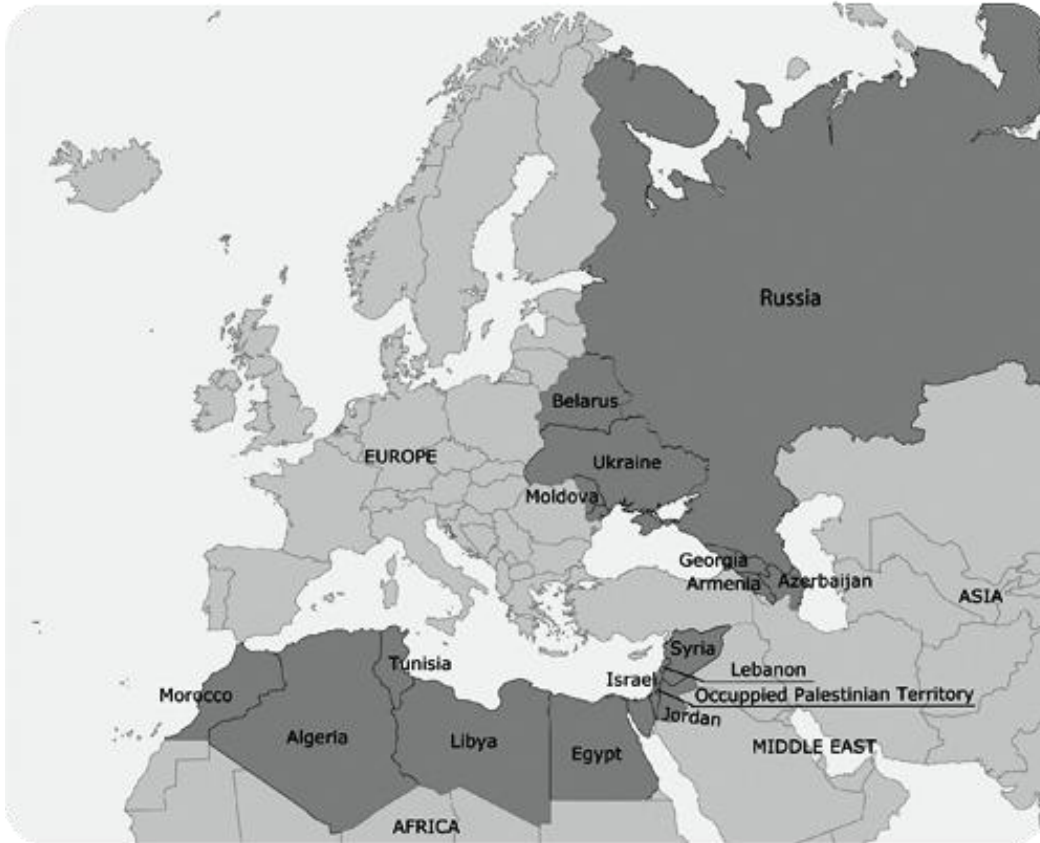 Russia
Belarus
EUROPE
Ukraine
Moldova
Georgia
Armenia
Azerbaijan
ASIA
Syria
Tunisia
Lebanon
Israel
Morocco
Occuppied Palestinian Territory
Jordan
Algeria
Libya
Egypt
MIDDLE EAST
AFRICA